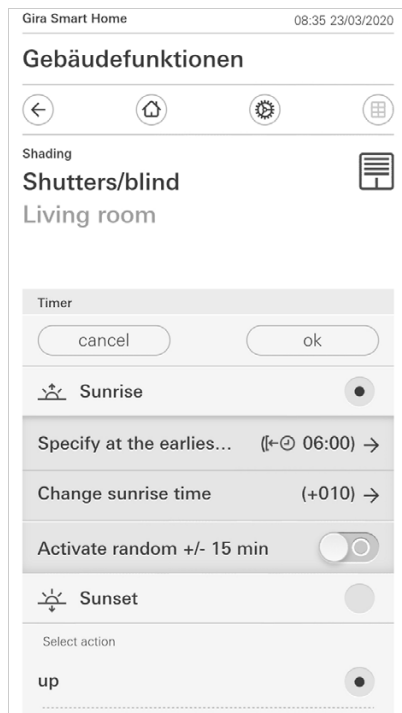 Gira Smart Home 08:35 23/03/2020
Gebäudefunktionen
Shading
Shutters/blind
Living room
Timer
cancel ok
Sunrise
Specify at the earlies... ([←🕘 06:00) →
Change sunrise time (+010) →
Activate random +/- 15 min
Sunset
Select action
up